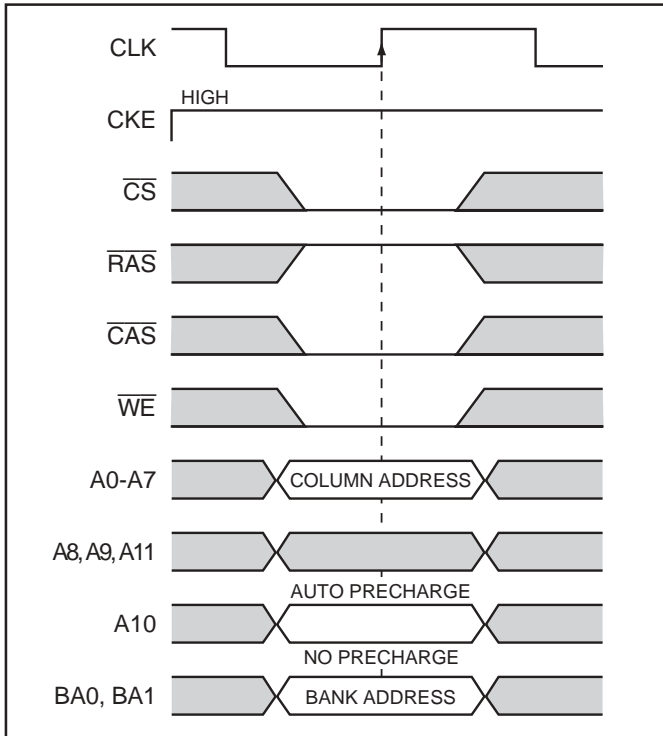 CLK
CKE HIGH
CS
RAS
CAS
WE
A0-A7 COLUMN ADDRESS
A8, A9, A11
AUTO PRECHARGE
A10
NO PRECHARGE
BA0, BA1 BANK ADDRESS